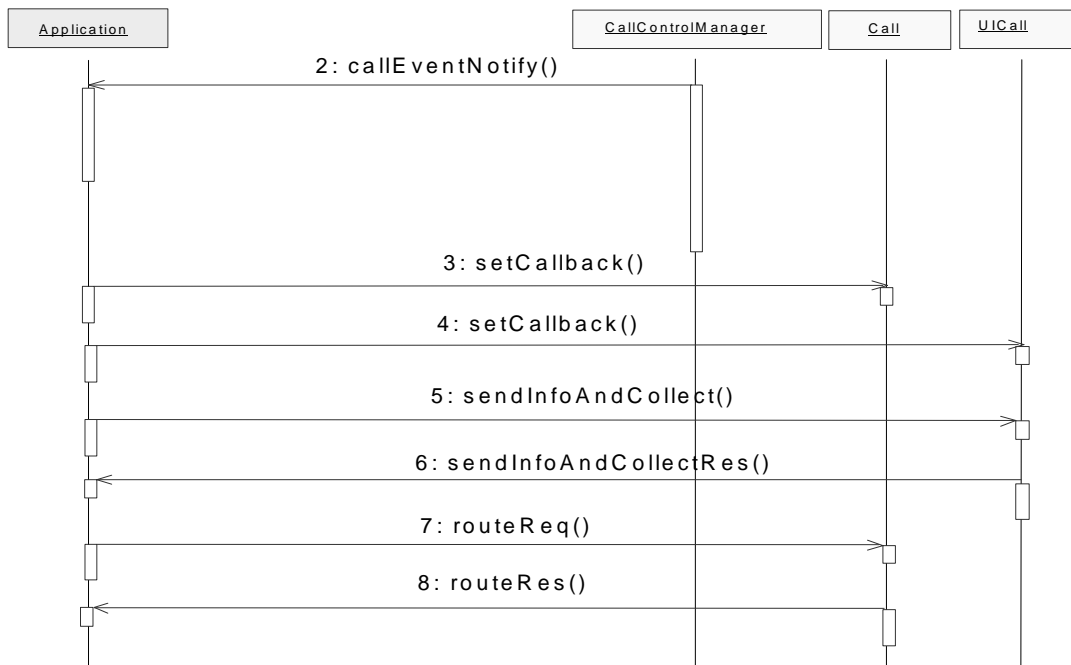 Application
CallControlManager
Call
UICall
2: callEventNotify()
3: setCallback()
4: setCallback()
5: sendInfoAndCollect()
6: sendInfoAndCollectRes()
7: routeReq()
8: routeRes()